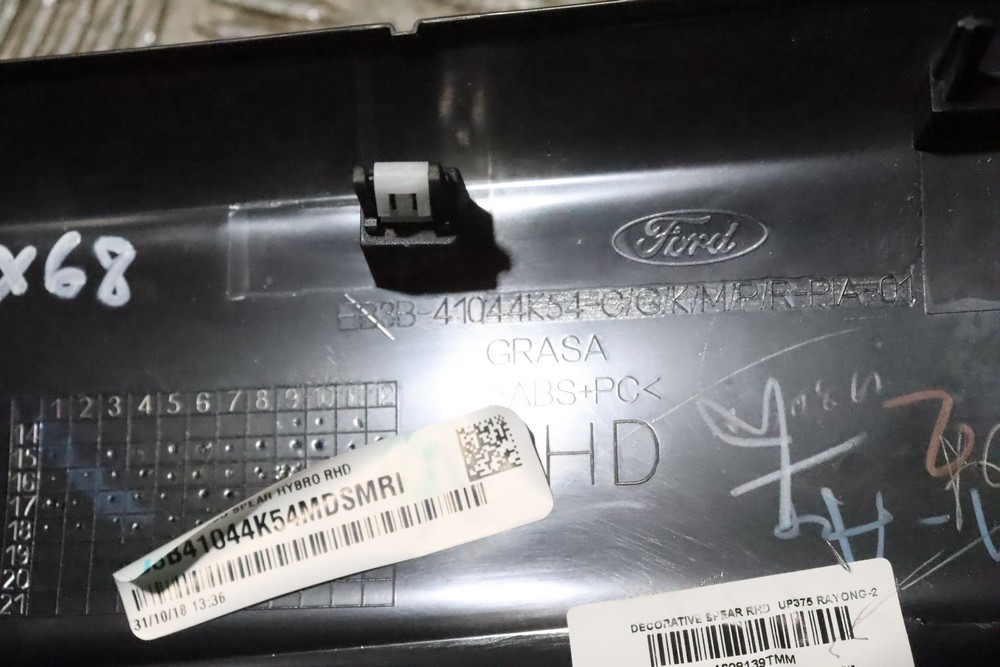 x68
Ford
EB3B-41044K54-C/G/K/M/P/R-PIA-01
GRASA
ABS+PC<
HD
1 2 3 4 5 6 7 8 9 10 11 12
14
15
16
17
18
19
20
21
SPEAR HYBRO RHD
3B41044K54MDSMRI
31/10/18 13:36
DECORATIVE SPEAR RHD UP375 RAYONG-2